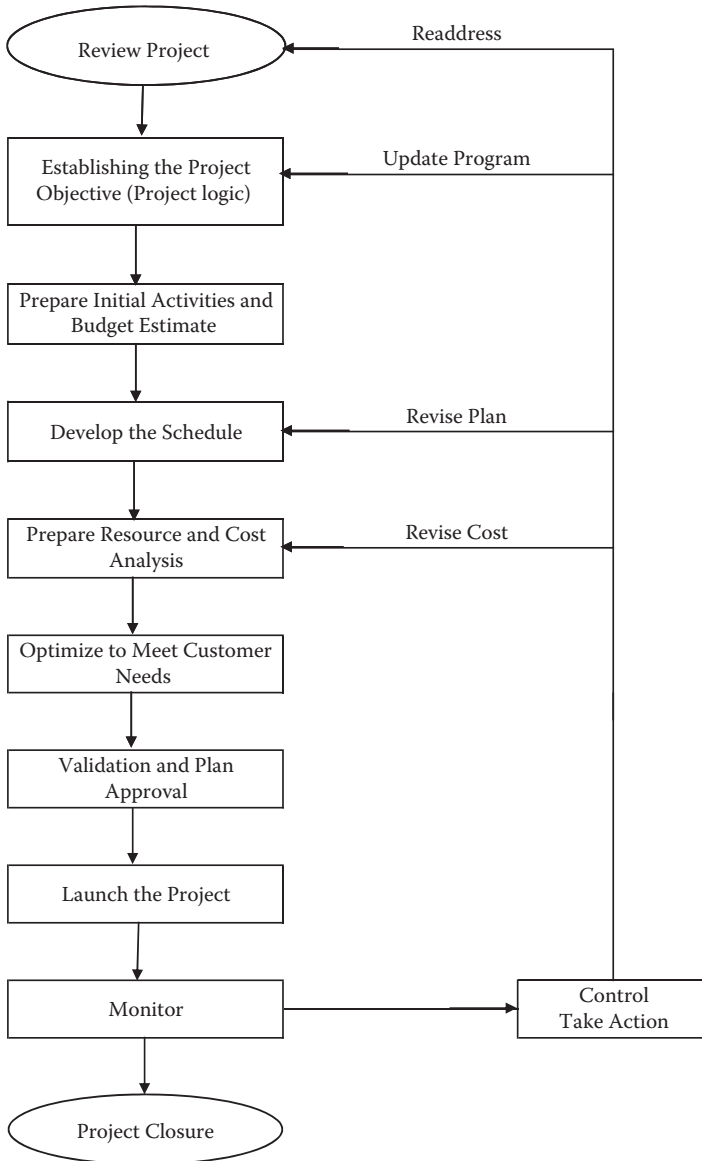 Review Project
Readdress
Establishing the Project
Objective (Project logic)
Update Program
Prepare Initial Activities and
Budget Estimate
Develop the Schedule
Revise Plan
Prepare Resource and Cost
Analysis
Revise Cost
Optimize to Meet Customer
Needs
Validation and Plan
Approval
Launch the Project
Monitor
Control
Take Action
Project Closure